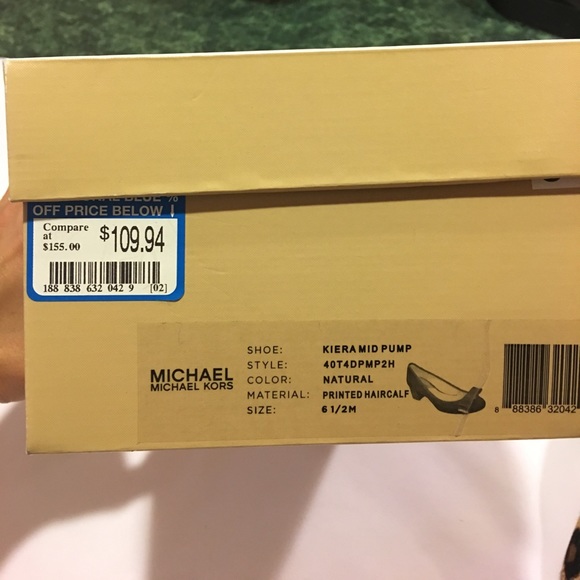 % 
OFF PRICE BELOW
Compare
at
$155.00
$109.94
188 838 632 042 9 [02]
MICHAEL
MICHAEL KORS
SHOE: KIERA MID PUMP
STYLE: 40T4DPMP2H
COLOR: NATURAL
MATERIAL: PRINTED HAIRCALF
SIZE: 6 1/2M
8 88386 32042